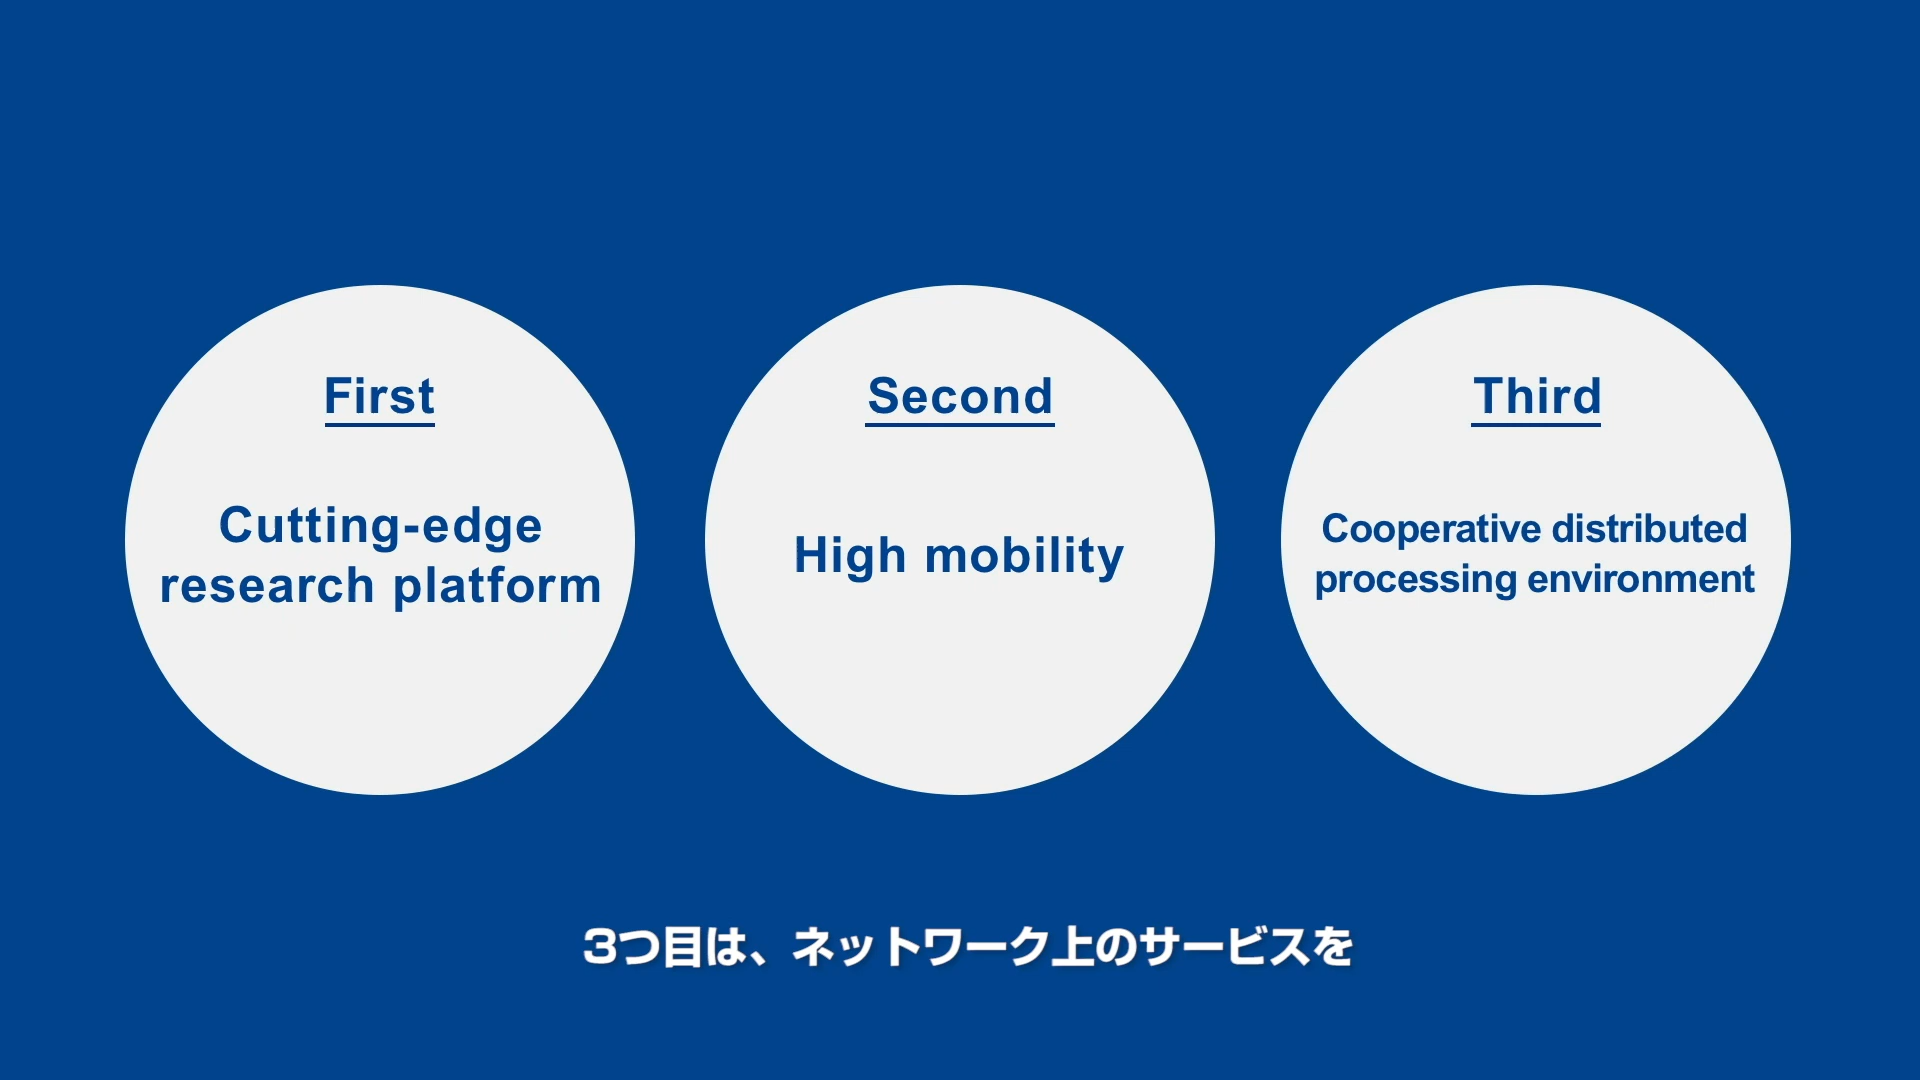 First
Cutting-edge
research platform
Second
High mobility
Third
Cooperative distributed
processing environment
3つ目は、ネットワーク上のサービスを